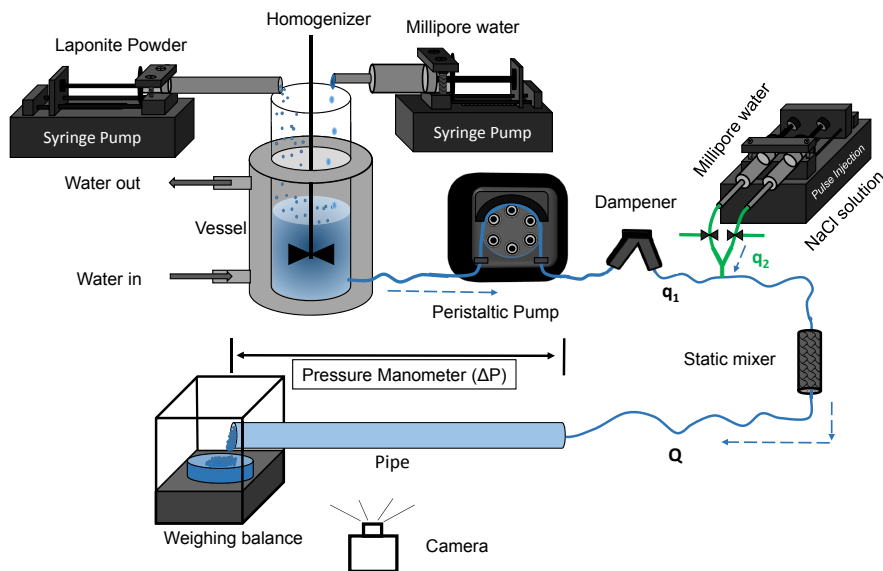 Homogenizer
Laponite Powder
Millipore water
Syringe Pump
Syringe Pump
Millipore water
Pulse Injection
NaCl solution
Water out
Vessel
Dampener
Water in
q₂
q₁
Peristaltic Pump
Static mixer
Pressure Manometer (ΔP)
Pipe
Q
Weighing balance
Camera